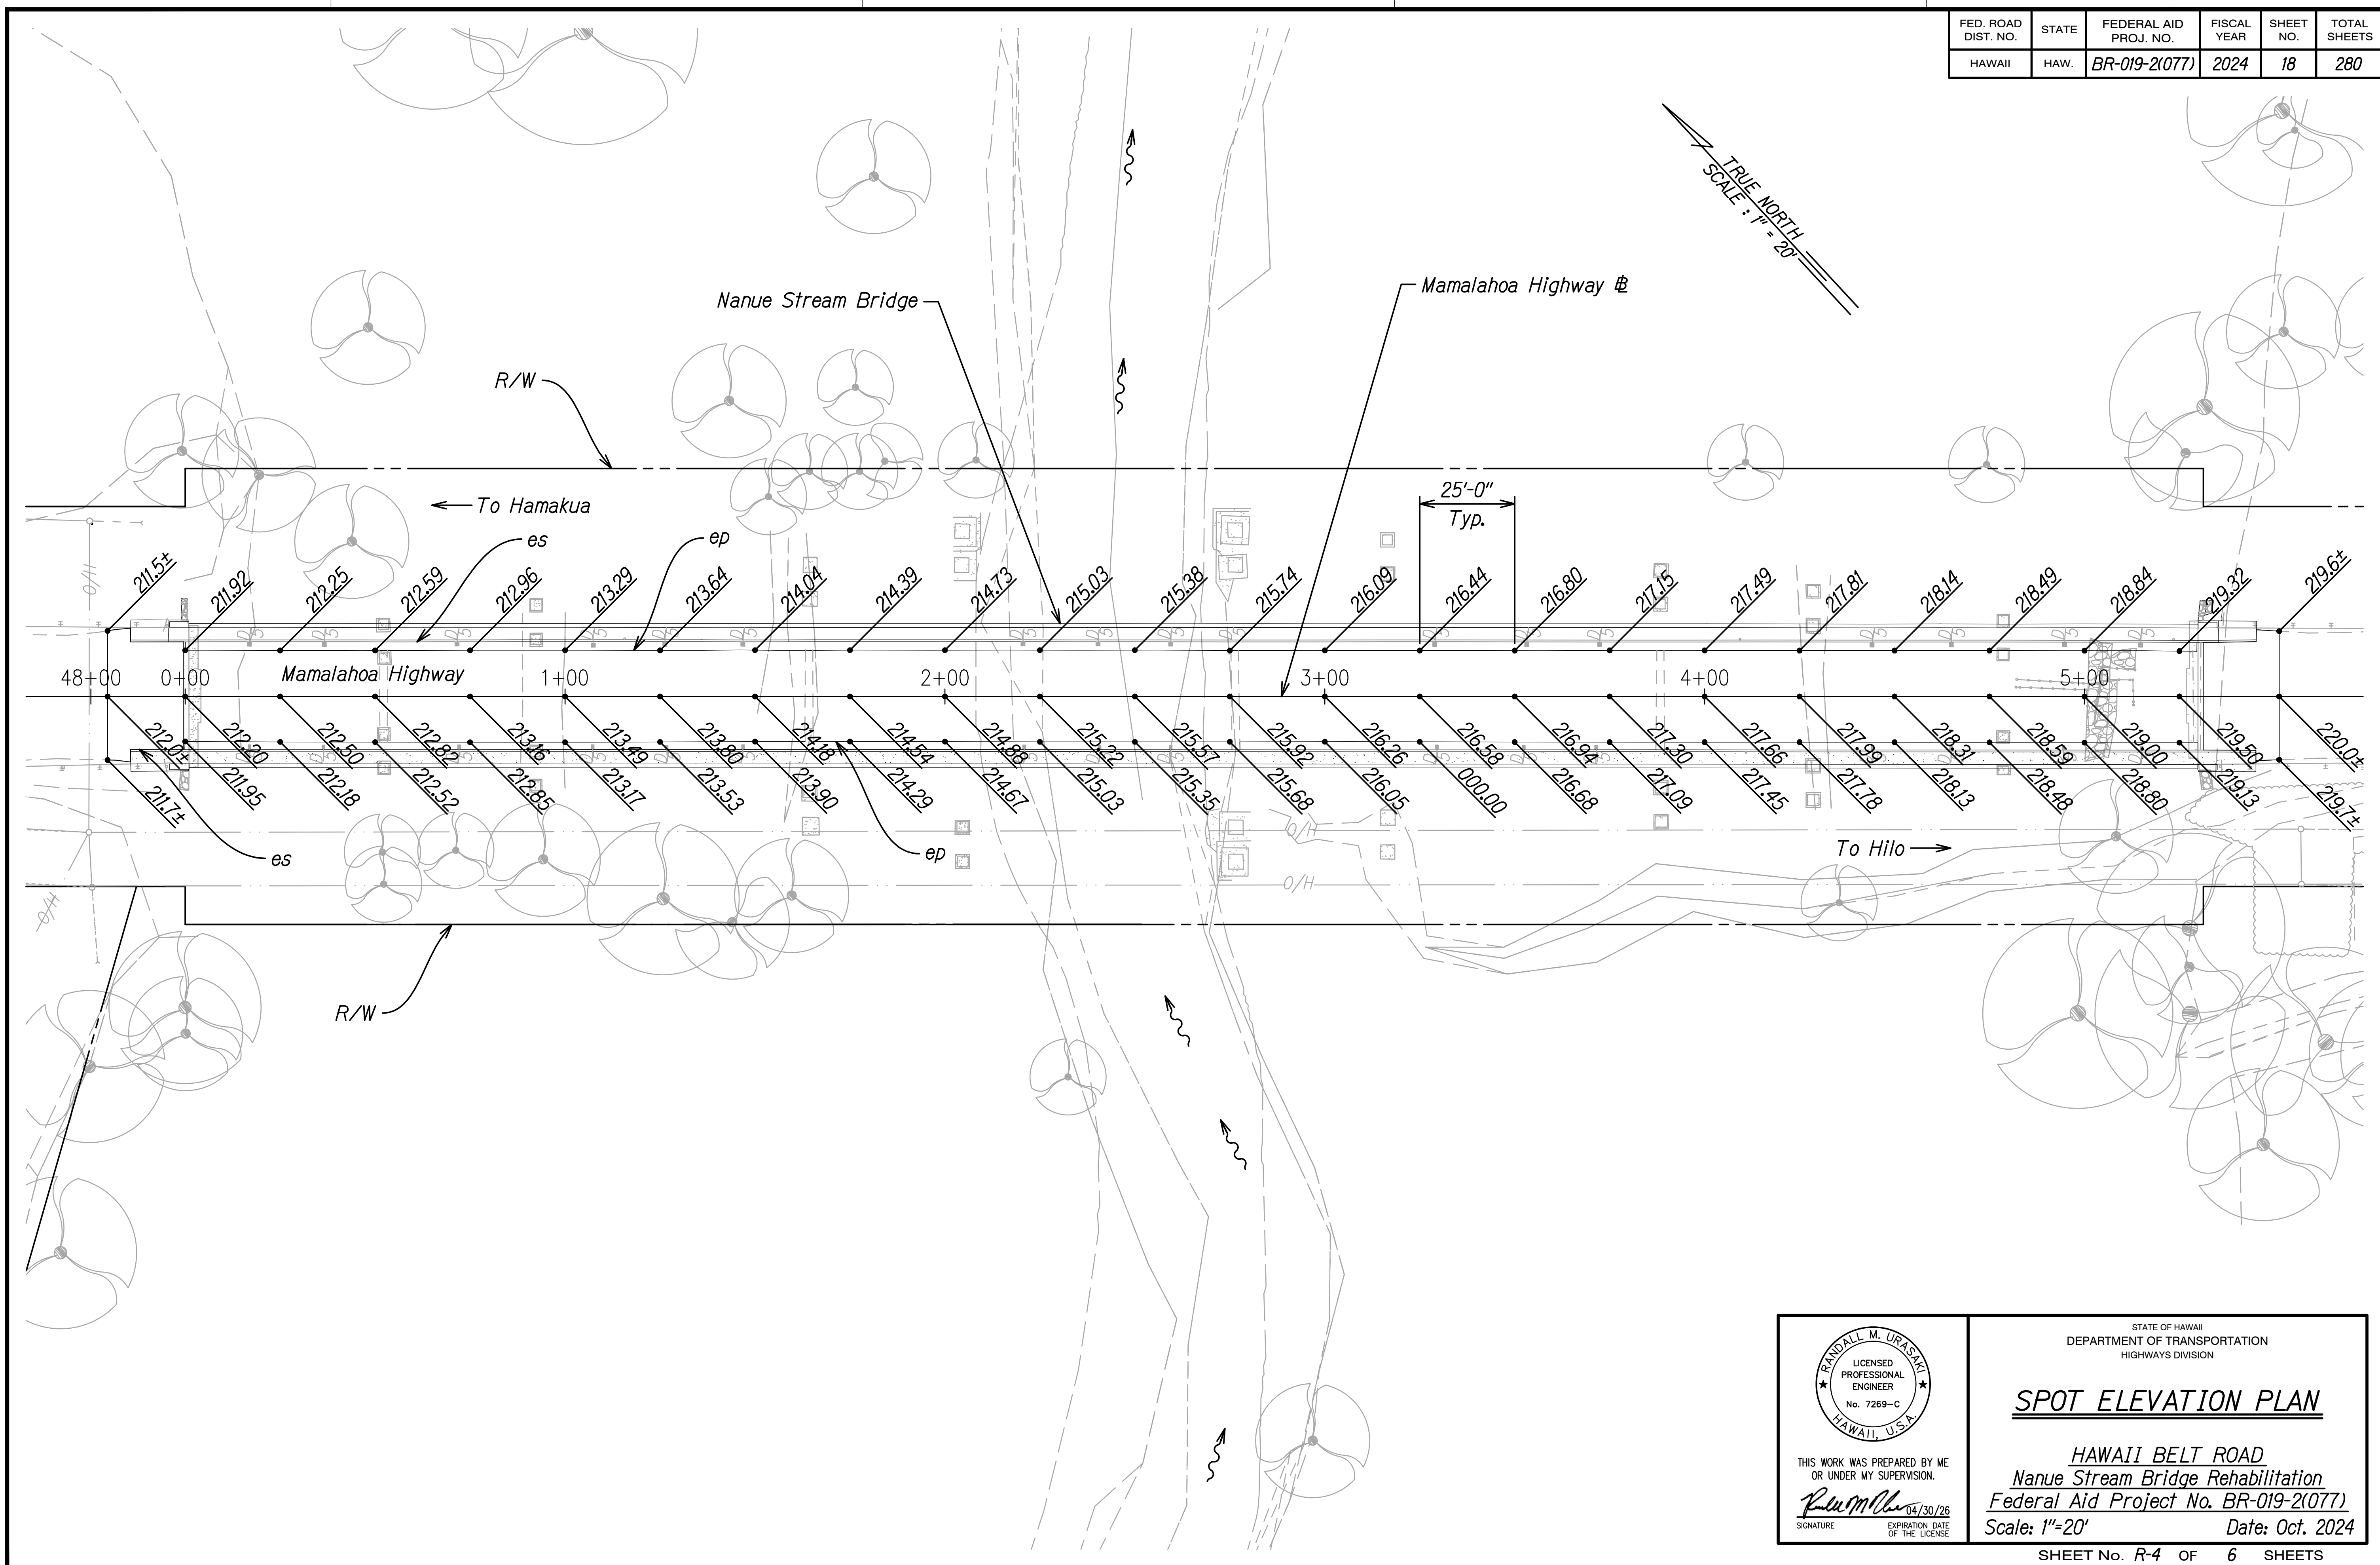 FED. ROAD DIST. NO. STATE FEDERAL AID PROJ. NO. FISCAL YEAR SHEET NO. TOTAL SHEETS
HAWAII HAW. BR-019-2(077) 2024 18 280
TRUE NORTH
SCALE : 1" = 20'
Nanue Stream Bridge
Mamalahoa Highway
R/W
To Hamakua
25'-0"
Typ.
es
ep
O/H
211.5± 211.92 212.25 212.59 212.96 213.29 213.64 214.04 214.39 214.73 215.03 215.38 215.74 216.09 216.44 216.80 217.15 217.49 217.81 218.14 218.49 218.84 219.32 219.6±
Mamalahoa Highway
48+00 0+00 1+00 2+00 3+00 4+00 5+00
212.0± 212.20 212.50 212.82 213.16 213.49 213.80 214.18 214.54 214.88 215.22 215.57 215.92 216.26 216.58 216.94 217.30 217.66 217.99 218.31 218.59 219.00 219.50 220.0±
211.7± 211.95 212.18 212.52 212.85 213.17 213.53 213.90 214.29 214.67 215.03 215.35 215.68 216.05 000.00 216.68 217.09 217.45 217.78 218.13 218.48 218.80 219.13 219.7±
O/H
To Hilo
es
ep
O/H
O/H
R/W
RANDALL M. URASAKI
LICENSED
PROFESSIONAL
ENGINEER
No. 7269-C
HAWAII, U.S.A.
THIS WORK WAS PREPARED BY ME
OR UNDER MY SUPERVISION.
04/30/26
SIGNATURE EXPIRATION DATE
OF THE LICENSE
STATE OF HAWAII
DEPARTMENT OF TRANSPORTATION
HIGHWAYS DIVISION
SPOT ELEVATION PLAN
HAWAII BELT ROAD
Nanue Stream Bridge Rehabilitation
Federal Aid Project No. BR-019-2(077)
Scale: 1"=20' Date: Oct. 2024
SHEET No. R-4 OF 6 SHEETS